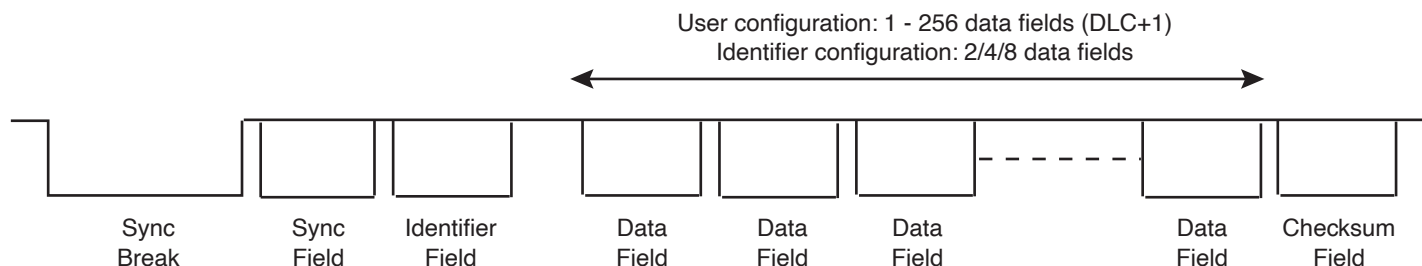 User configuration: 1 - 256 data fields (DLC+1)
Identifier configuration: 2/4/8 data fields
Sync
Break
Sync
Field
Identifier
Field
Data
Field
Data
Field
Data
Field
Data
Field
Checksum
Field